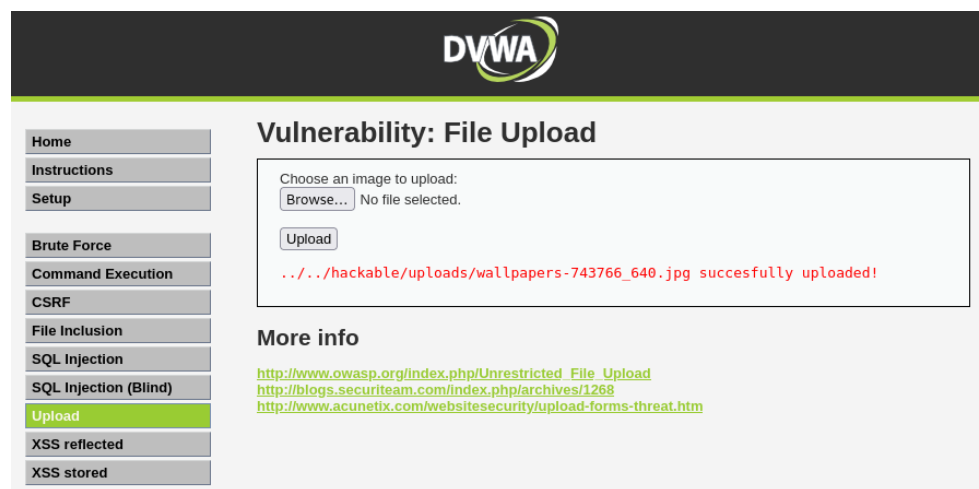 DVWA
Home
Instructions
Setup
Brute Force
Command Execution
CSRF
File Inclusion
SQL Injection
SQL Injection (Blind)
Upload
XSS reflected
XSS stored
Vulnerability: File Upload
Choose an image to upload:
Browse... No file selected.
Upload
../../hackable/uploads/wallpapers-743766_640.jpg succesfully uploaded!
More info
http://www.owasp.org/index.php/Unrestricted_File_Upload
http://blogs.securiteam.com/index.php/archives/1268
http://www.acunetix.com/websitesecurity/upload-forms-threat.htm